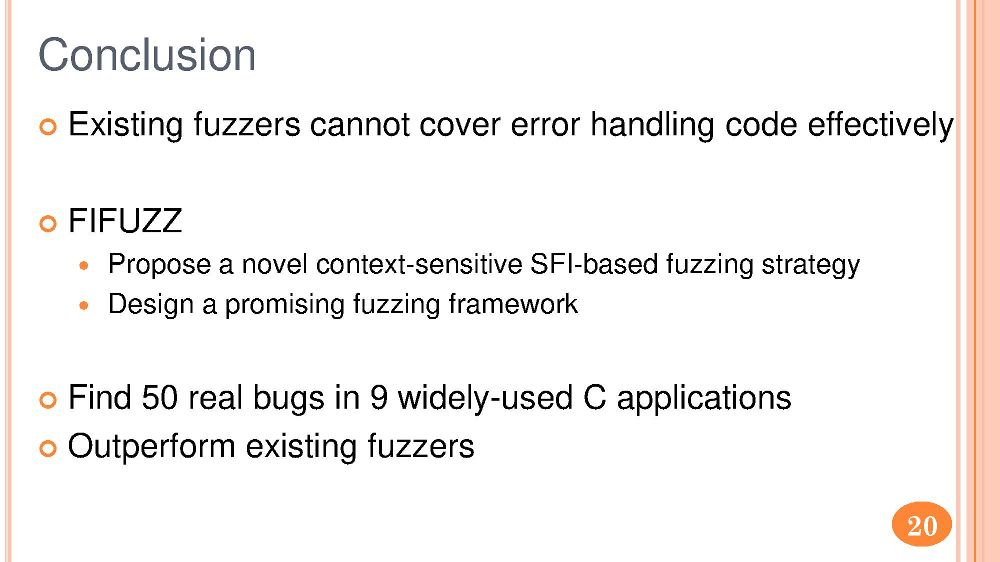 Conclusion
Existing fuzzers cannot cover error handling code effectively
FIFUZZ
Propose a novel context-sensitive SFI-based fuzzing strategy
Design a promising fuzzing framework
Find 50 real bugs in 9 widely-used C applications
Outperform existing fuzzers
20